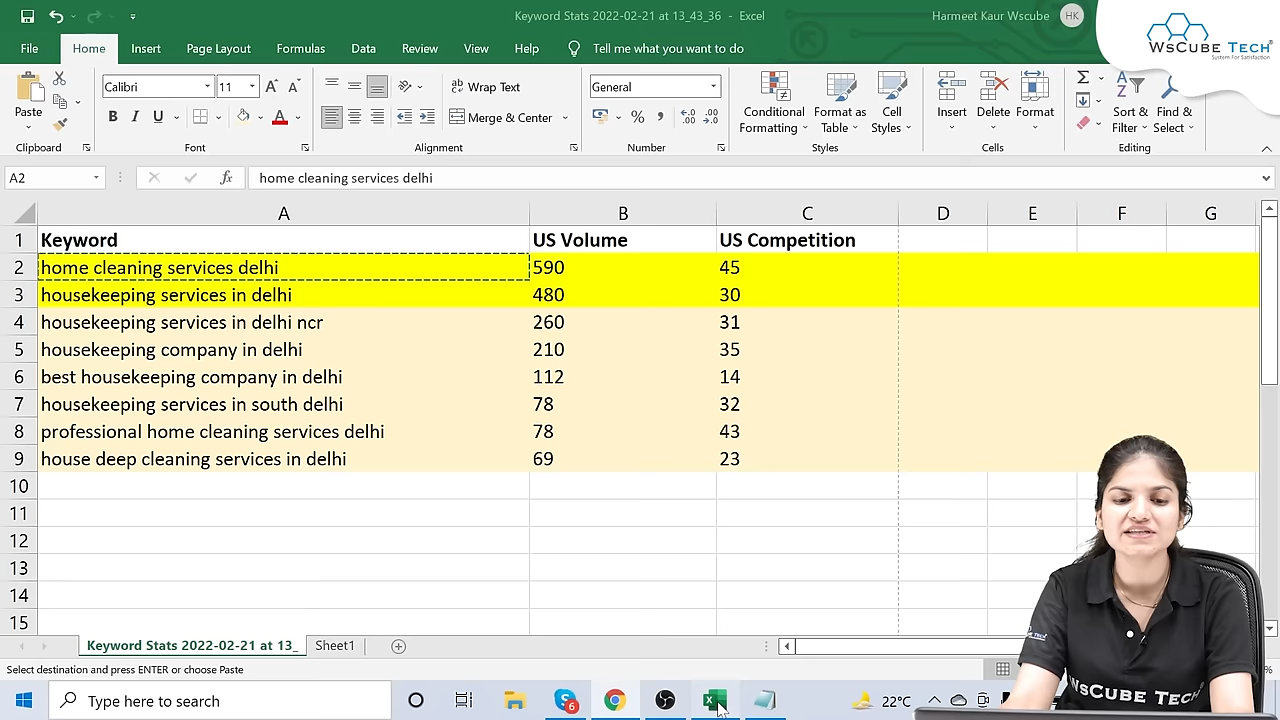 Keyword Stats 2022-02-21 at 13_43_36 - Excel
Harmeet Kaur Wscube
HK
WsCube Tech®
System For Satisfaction
File Home Insert Page Layout Formulas Data Review View Help Tell me what you want to do
Calibri 11
Wrap Text
General
Paste
Merge & Center
Conditional Formatting
Format as Table
Cell Styles
Insert Delete Format
Sort & Filter
Find & Select
Clipboard Font Alignment Number Styles Cells Editing
A2 fx home cleaning services delhi
A B C D E F G
1 Keyword US Volume US Competition
2 home cleaning services delhi 590 45
3 housekeeping services in delhi 480 30
4 housekeeping services in delhi ncr 260 31
5 housekeeping company in delhi 210 35
6 best housekeeping company in delhi 112 14
7 housekeeping services in south delhi 78 32
8 professional home cleaning services delhi 78 43
9 house deep cleaning services in delhi 69 23
10
11
12
13
14
15
Keyword Stats 2022-02-21 at 13_ Sheet1
Select destination and press ENTER or choose Paste
%
Type here to search
6
22°C
WsCube Tech